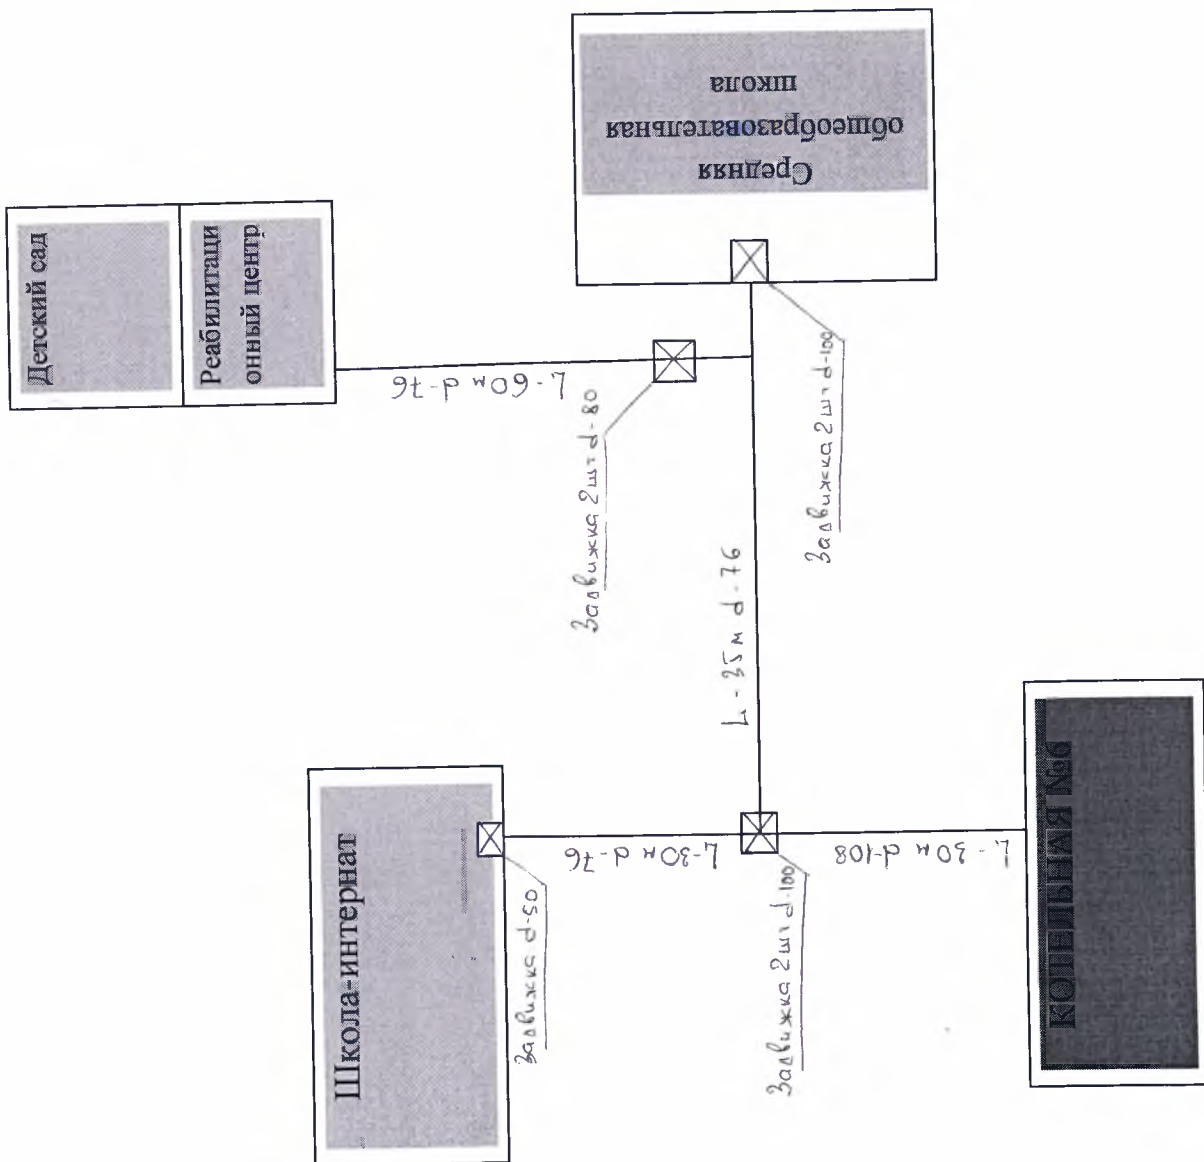 Средняя
общеобразовательная
школа
Детский сад
Реабилитаци
онный центр
L-60м d-76
Задвижка 2шт d-80
Задвижка 2шт d-100
L-35м d-76
Школа-интернат
Задвижка d-50
L-30м d-76
Задвижка 2шт d-100
L-30м d-108
КОТЕЛЬНАЯ №6